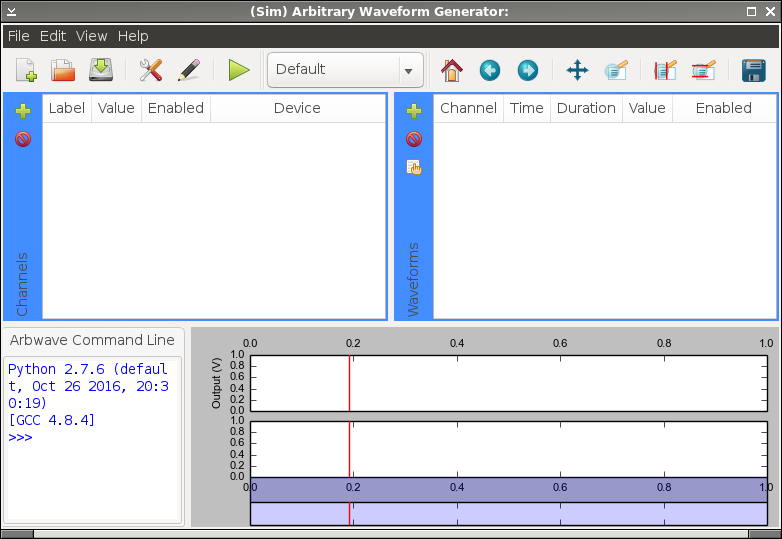 (Sim) Arbitrary Waveform Generator:
File Edit View Help
Default
Label Value Enabled Device
Channels
Channel Time Duration Value Enabled
Waveforms
Arbwave Command Line
Python 2.7.6 (defaul
t, Oct 26 2016, 20:3
0:19)
[GCC 4.8.4]
>>>
0.0 0.2 0.4 0.6 0.8 1.0
Output (V)
1.0
0.8
0.6
0.4
0.2
0.0
1.0
0.8
0.6
0.4
0.2
0.0
0.0 0.2 0.4 0.6 0.8 1.0